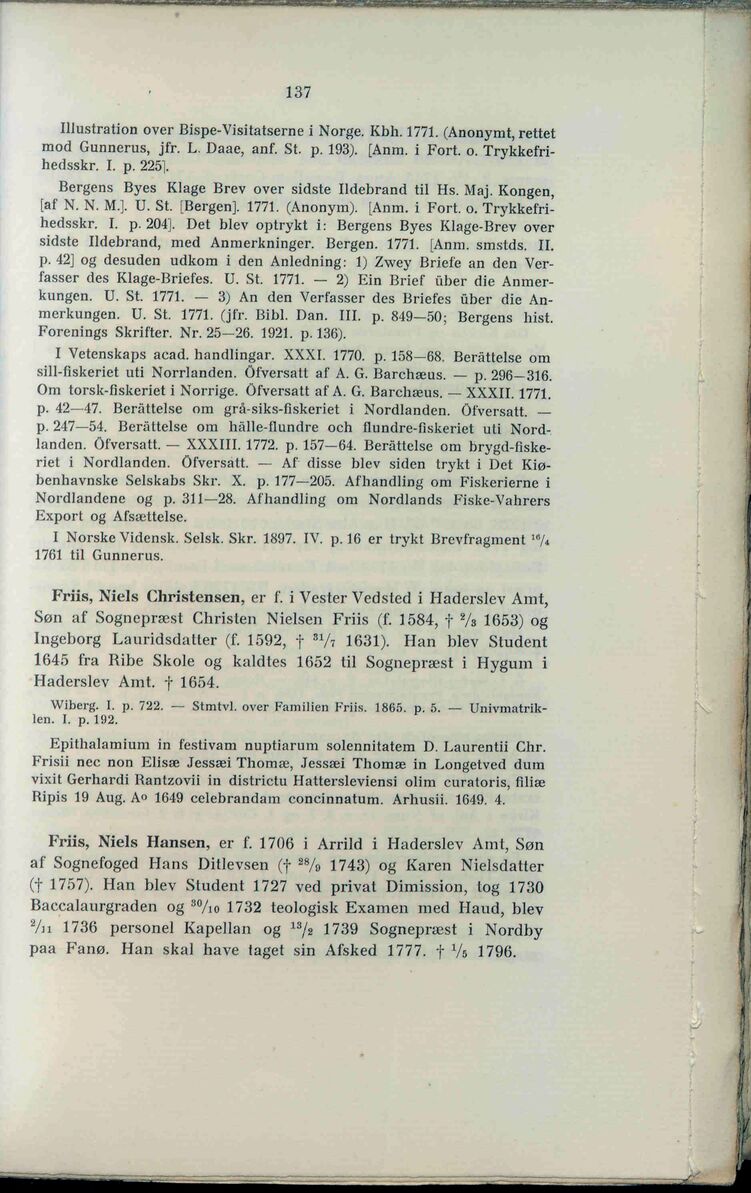 137
Illustration over Bispe-Visitatserne i Norge. Kbh. 1771. (Anonymt, rettet
mod Gunnerus, jfr. L. Daae, anf. St. p. 193). [Anm. i Fort. o. Trykkefri-
hedsskr. I. p. 225].
Bergens Byes Klage Brev over sidste Ildebrand til Hs. Maj. Kongen,
[af N. N. M.]. U. St. [Bergen]. 1771. (Anonym). [Anm. i Fort. o. Trykkefri-
hedsskr. I. p. 204]. Det blev optrykt i: Bergens Byes Klage-Brev over
sidste Ildebrand, med Anmerkninger. Bergen. 1771. [Anm. smstds. II.
p. 42] og desuden udkom i den Anledning: 1) Zwey Briefe an den Ver-
fasser des Klage-Briefes. U. St. 1771. — 2) Ein Brief über die Anmer-
kungen. U. St. 1771. — 3) An den Verfasser des Briefes über die An-
merkungen. U. St. 1771. (jfr. Bibl. Dan. III. p. 849—50; Bergens hist.
Forenings Skrifter. Nr. 25—26. 1921. p. 136).
I Vetenskaps acad. handlingar. XXXI. 1770. p. 158—68. Berättelse om
sill-fiskeriet uti Norrlanden. Öfversatt af A. G. Barchæus. — p. 296—316.
Om torsk-fiskeriet i Norrige. Öfversatt af A. G. Barchæus. — XXXII. 1771.
p. 42—47. Berättelse om grå-siks-fiskeriet i Nordlanden. Öfversatt. —
p. 247—54. Berättelse om hälle-flundre och flundre-fiskeriet uti Nord-
landen. Öfversatt. — XXXIII. 1772. p. 157—64. Berättelse om brygd-fiske-
riet i Nordlanden. Öfversatt. — Af disse blev siden trykt i Det Kiø-
benhavnske Selskabs Skr. X. p. 177—205. Afhandling om Fiskerierne i
Nordlandene og p. 311—28. Afhandling om Nordlands Fiske-Vahrers
Export og Afsættelse.
I Norske Vidensk. Selsk. Skr. 1897. IV. p. 16 er trykt Brevfragment 16/4
1761 til Gunnerus.
Friis, Niels Christensen, er f. i Vester Vedsted i Haderslev Amt,
Søn af Sognepræst Christen Nielsen Friis (f. 1584, † 2/3 1653) og
Ingeborg Lauridsdatter (f. 1592, † 31/7 1631). Han blev Student
1645 fra Ribe Skole og kaldtes 1652 til Sognepræst i Hygum i
Haderslev Amt. † 1654.
Wiberg. I. p. 722. — Stmtvl. over Familien Friis. 1865. p. 5. — Univmatrik-
len. I. p. 192.
Epithalamium in festivam nuptiarum solennitatem D. Laurentii Chr.
Frisii nec non Elisæ Jessæi Thomæ, Jessæi Thomæ in Longetved dum
vixit Gerhardi Rantzovii in districtu Hattersleviensi olim curatoris, filiæ
Ripis 19 Aug. Ao 1649 celebrandam concinnatum. Arhusii. 1649. 4.
Friis, Niels Hansen, er f. 1706 i Arrild i Haderslev Amt, Søn
af Sognefoged Hans Ditlevsen († 28/9 1743) og Karen Nielsdatter
(† 1757). Han blev Student 1727 ved privat Dimission, tog 1730
Baccalaurgraden og 30/10 1732 teologisk Examen med Haud, blev
2/11 1736 personel Kapellan og 13/2 1739 Sognepræst i Nordby
paa Fanø. Han skal have taget sin Afsked 1777. † 1/5 1796.